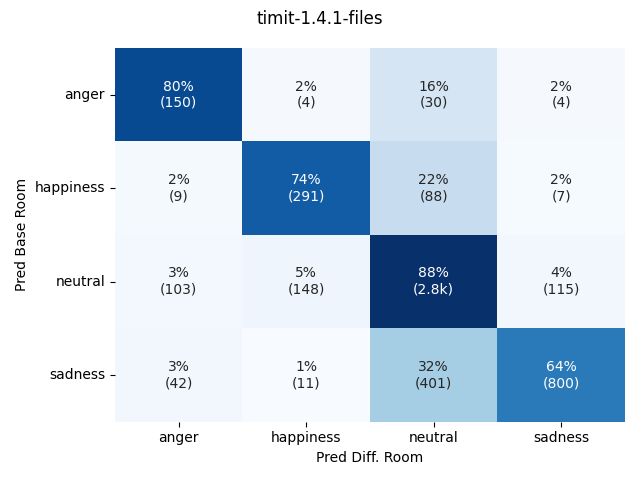 timit-1.4.1-files
anger 80% 2% 16% 2%
(150) (4) (30) (4)
happiness 2% 74% 22% 2%
(9) (291) (88) (7)
neutral 3% 5% 88% 4%
(103) (148) (2.8k) (115)
sadness 3% 1% 32% 64%
(42) (11) (401) (800)
Pred Base Room
anger happiness neutral sadness
Pred Diff. Room